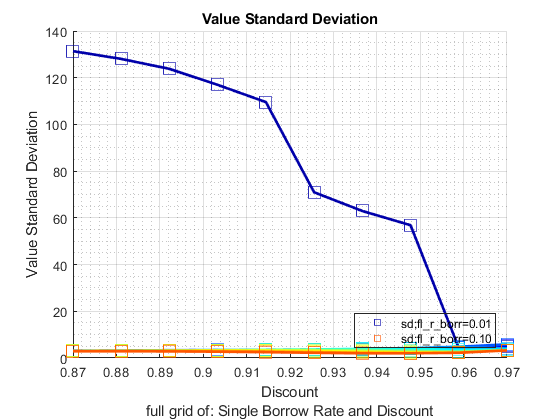 Value Standard Deviation
140
120
100
80
60
40
20
0
Value Standard Deviation
sd;fl_r_borr=0.01
sd;fl_r_borr=0.10
0.87 0.88 0.89 0.9 0.91 0.92 0.93 0.94 0.95 0.96 0.97
Discount
full grid of: Single Borrow Rate and Discount